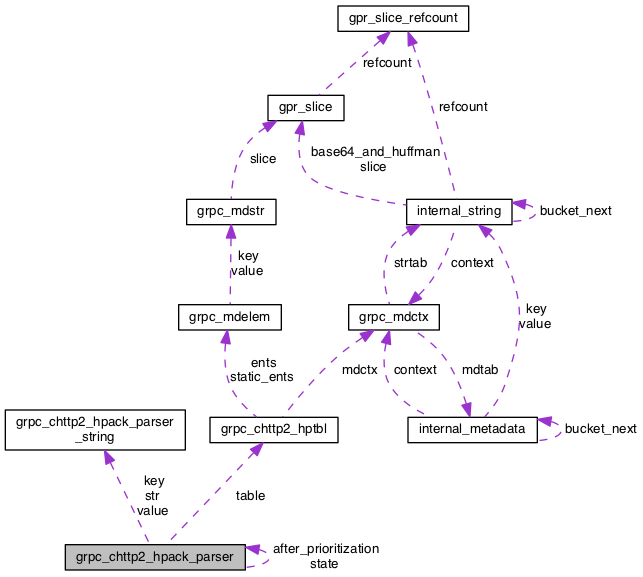 gpr_slice_refcount
refcount
gpr_slice
refcount
base64_and_huffman
slice
slice
grpc_mdstr
internal_string
bucket_next
key
value
strtab
context
grpc_mdelem
grpc_mdctx
key
value
ents
static_ents
mdctx
context
mdtab
grpc_chttp2_hpack_parser
_string
grpc_chttp2_hptbl
internal_metadata
bucket_next
key
str
value
table
grpc_chttp2_hpack_parser
after_prioritization
state